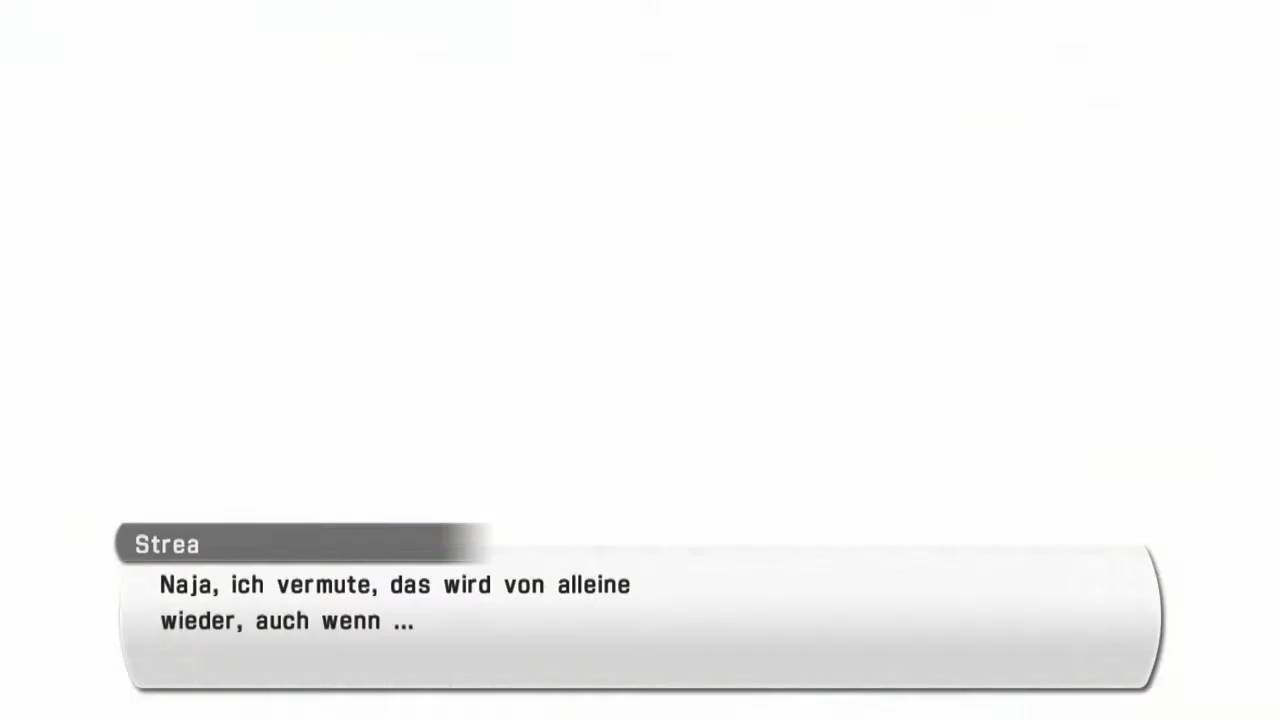 Strea
Naja, ich vermute, das wird von alleine
wieder, auch wenn ...